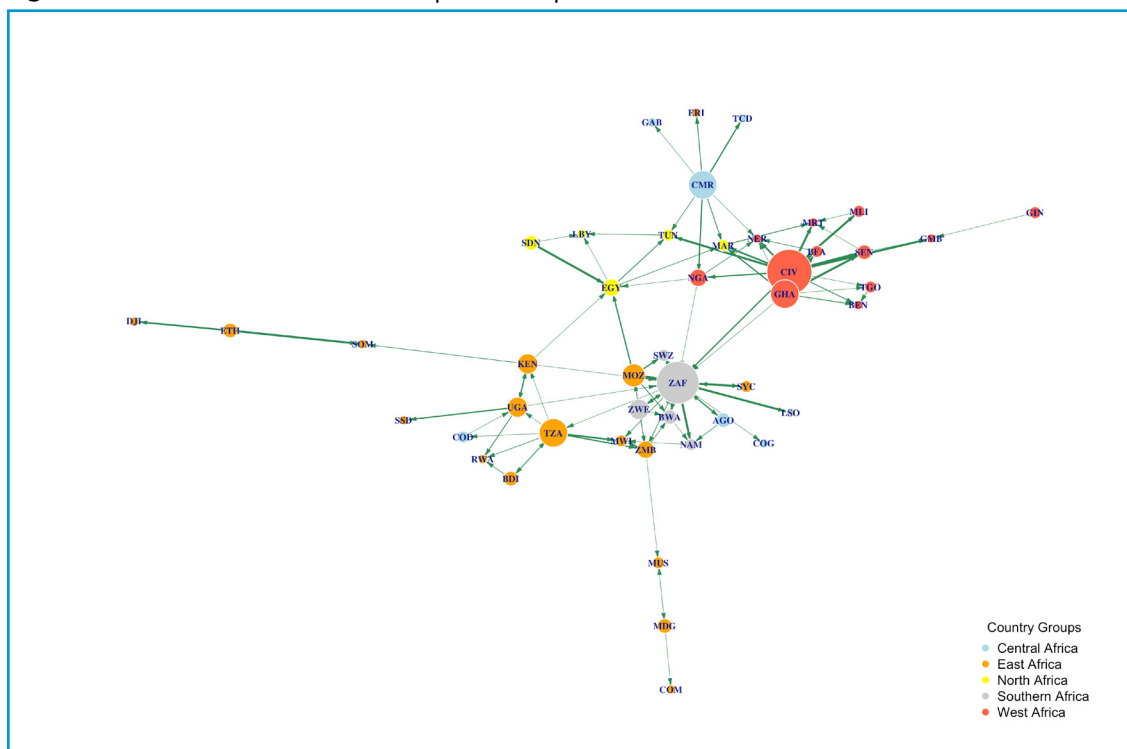 ERI
GAB
TCD
CMR
MLI
GIN
MRT
LBY
TUN
NER
GMB
SDN
MAR
BFA
SEN
CIV
NGA
EGY
TGO
GHA
BEN
DJI
ETH
SOM
SWZ
KEN
MOZ
ZAF
SYC
UGA
ZWE
LSO
SSD
BWA
AGO
COD
TZA
MWI
NAM
COG
ZMB
RWA
BDI
MUS
MDG
COM
Country Groups
Central Africa
East Africa
North Africa
Southern Africa
West Africa